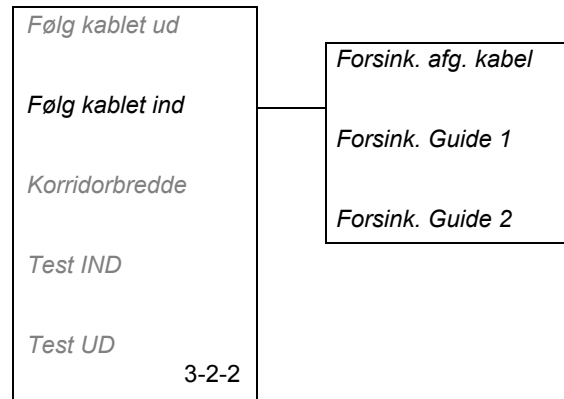 Følg kablet ud
Følg kablet ind
Korridorbredde
Test IND
Test UD
3-2-2
Forsink. afg. kabel
Forsink. Guide 1
Forsink. Guide 2